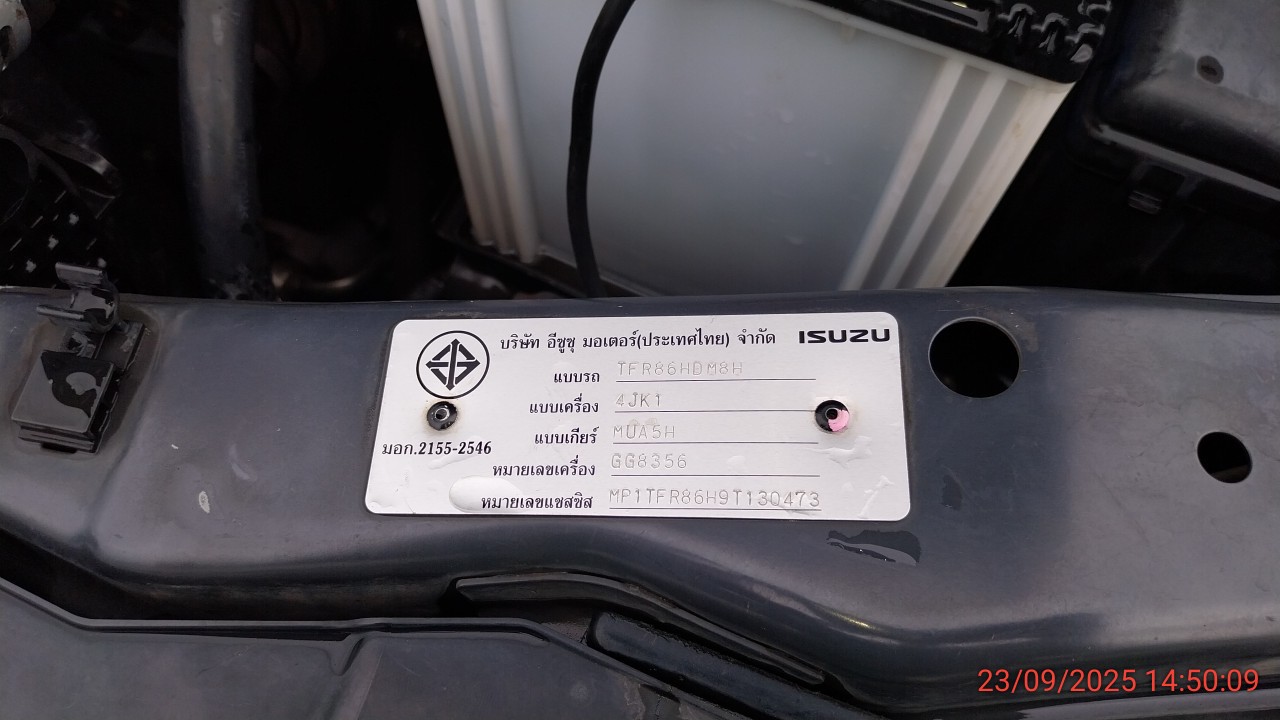 บริษัท อีซูซุ มอเตอร์(ประเทศไทย) จำกัด ISUZU
แบบรถ TFR86HDM8H
แบบเครื่อง 4JK1
แบบเกียร์ MUA5H
มอก.2155-2546
หมายเลขเครื่อง GG8356
หมายเลขแชสซิส MP1TFR86H9T130473
23/09/2025 14:50:09